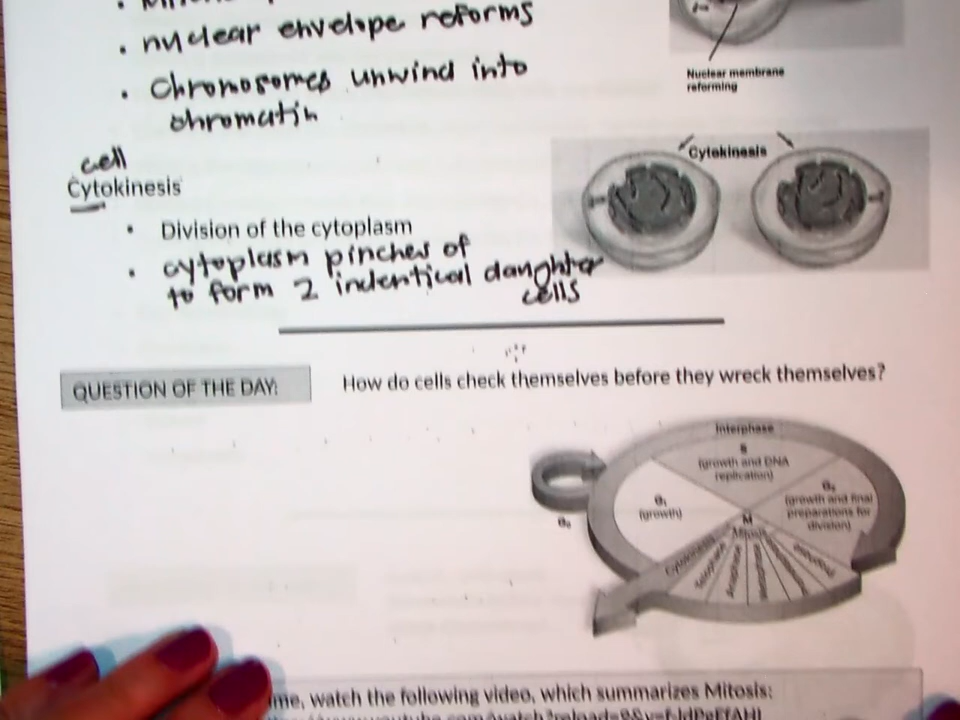 • nuclear envelope reforms
• Chromosomes unwind into
chromatin
Nuclear membrane
reforming
cell
Cytokinesis
• Division of the cytoplasm
• cytoplasm pinches of
to form 2 indentical daughter
cells
Cytokinesis
QUESTION OF THE DAY:
How do cells check themselves before they wreck themselves?
Interphase
S
(growth and DNA
replication)
G₁
(growth)
G₂
(growth and final
preparations for
division)
G₀
M
Mitosis
Cytokinesis
me, watch the following video, which summarizes Mitosis: